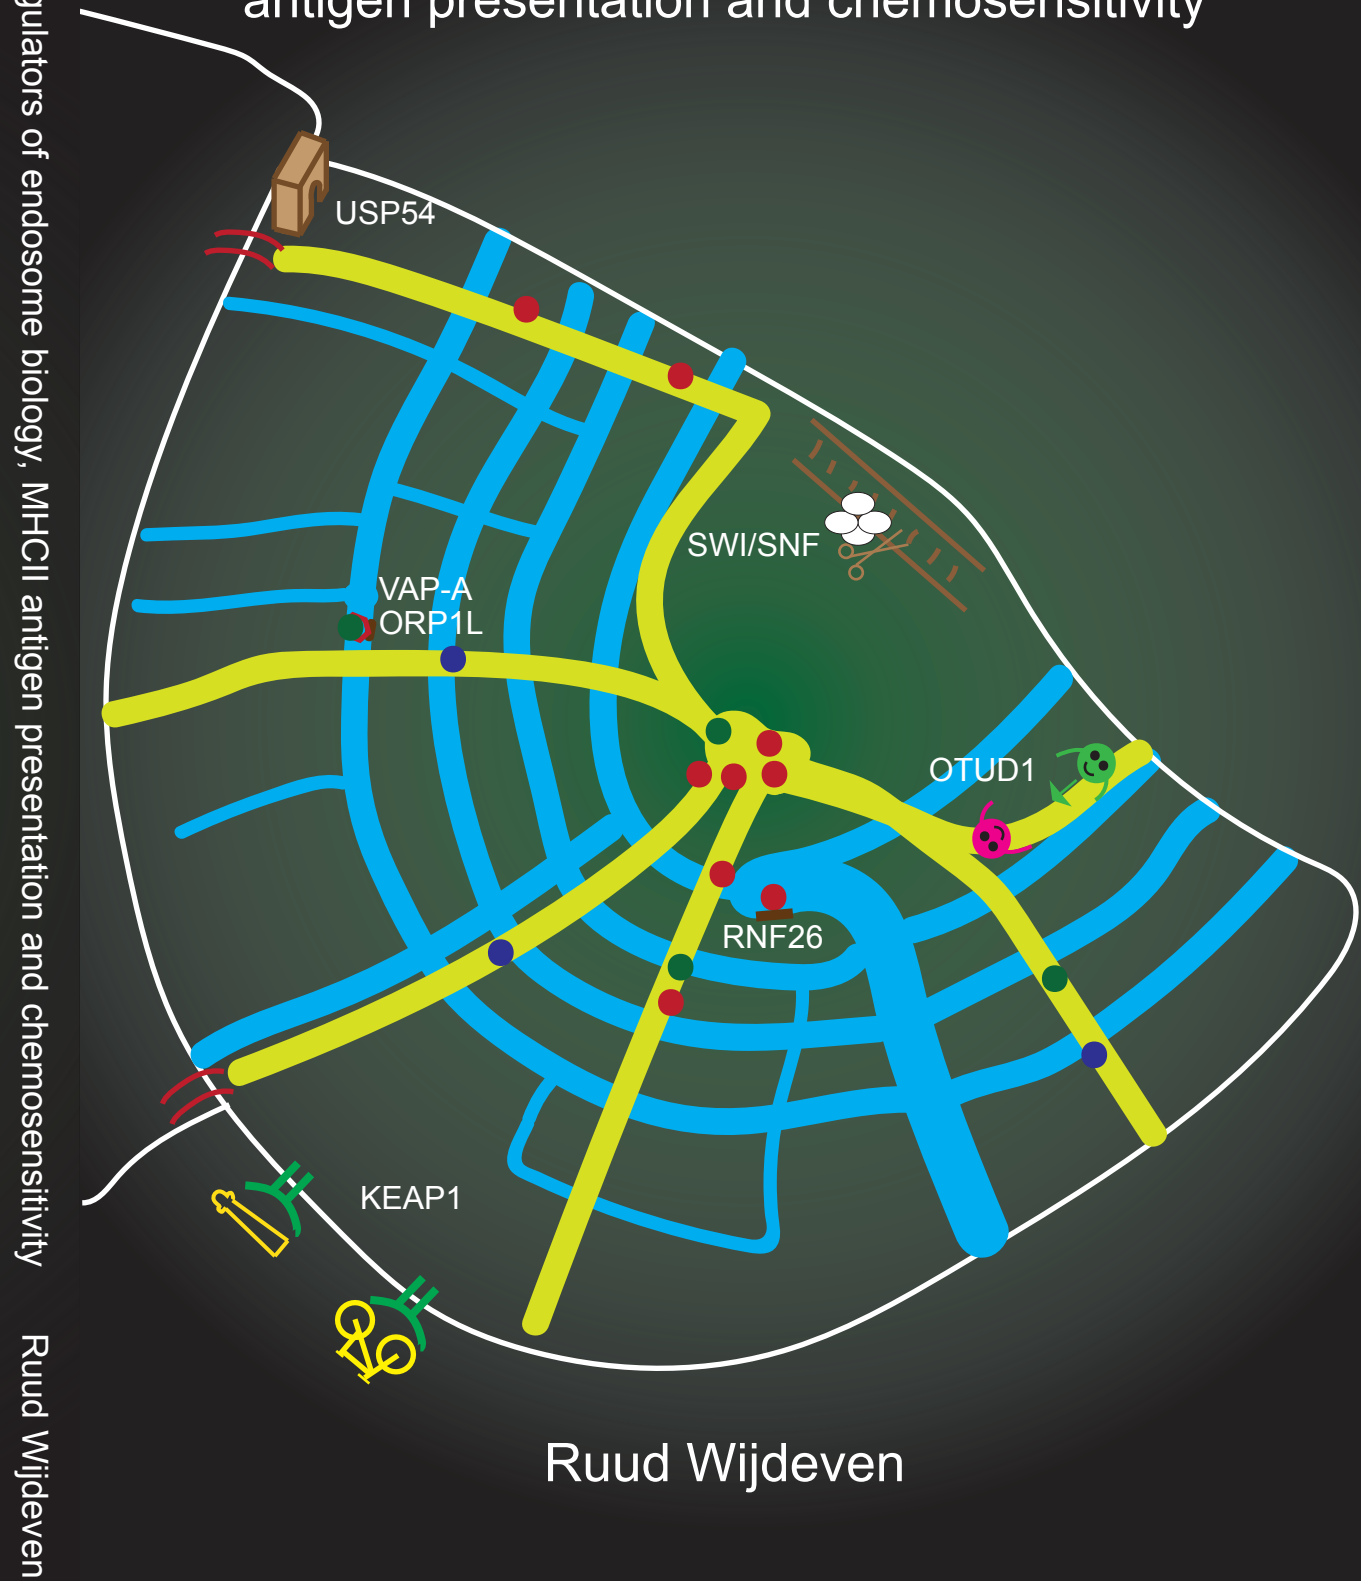 antigen presentation and chemosensitivity
USP54
SWI/SNF
VAP-A
ORP1L
OTUD1
RNF26
KEAP1
Ruud Wijdeven
of endosome biology, MHCII antigen presentation and chemosensitivity Ruud Wijdeven